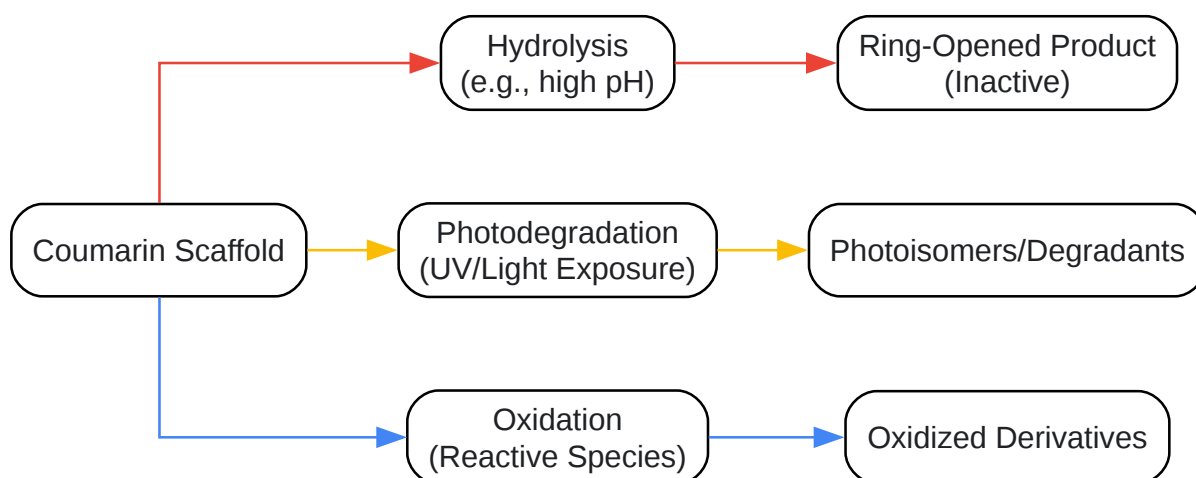 Hydrolysis
(e.g., high pH)
Ring-Opened Product
(Inactive)
Coumarin Scaffold
Photodegradation
(UV/Light Exposure)
Photoisomers/Degradants
Oxidation
(Reactive Species)
Oxidized Derivatives